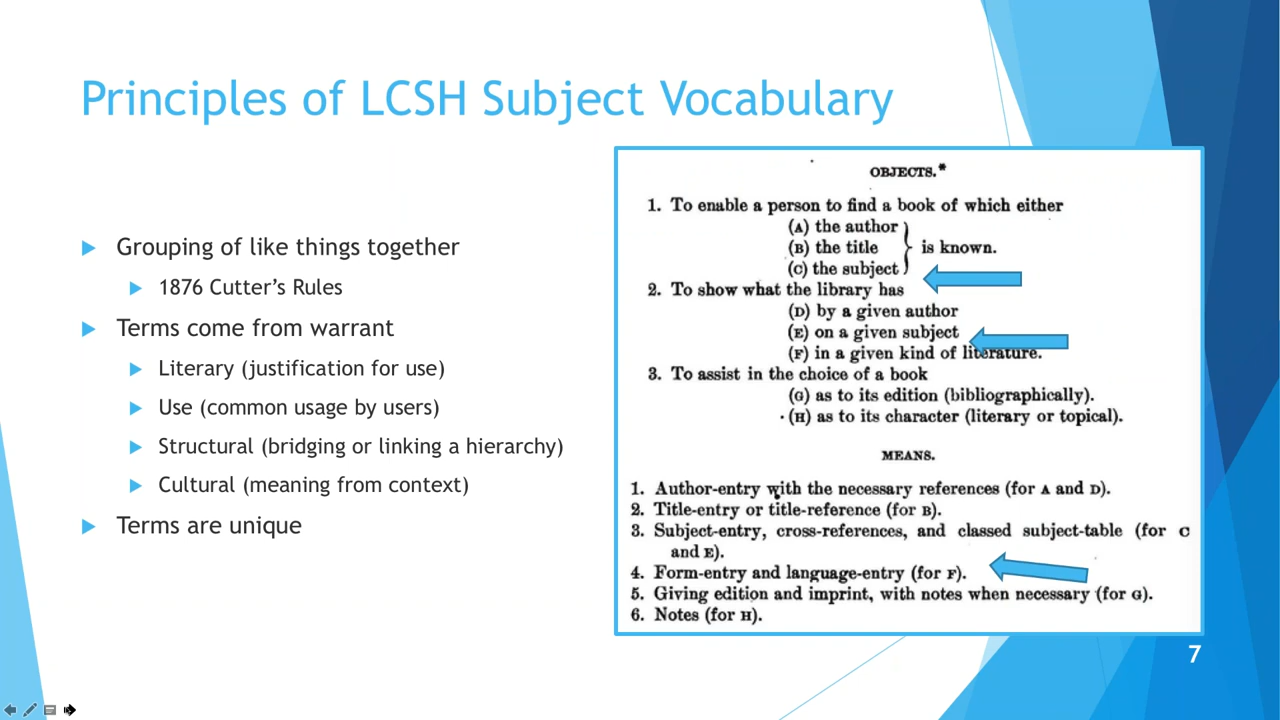 Principles of LCSH Subject Vocabulary
Grouping of like things together
1876 Cutter’s Rules
Terms come from warrant
Literary (justification for use)
Use (common usage by users)
Structural (bridging or linking a hierarchy)
Cultural (meaning from context)
Terms are unique
OBJECTS.*
1. To enable a person to find a book of which either
(A) the author
(B) the title } is known.
(C) the subject
2. To show what the library has
(D) by a given author
(E) on a given subject
(F) in a given kind of literature.
3. To assist in the choice of a book
(G) as to its edition (bibliographically).
(H) as to its character (literary or topical).
MEANS.
1. Author-entry with the necessary references (for A and D).
2. Title-entry or title-reference (for B).
3. Subject-entry, cross-references, and classed subject-table (for C
and E).
4. Form-entry and language-entry (for F).
5. Giving edition and imprint, with notes when necessary (for G).
6. Notes (for H).
7